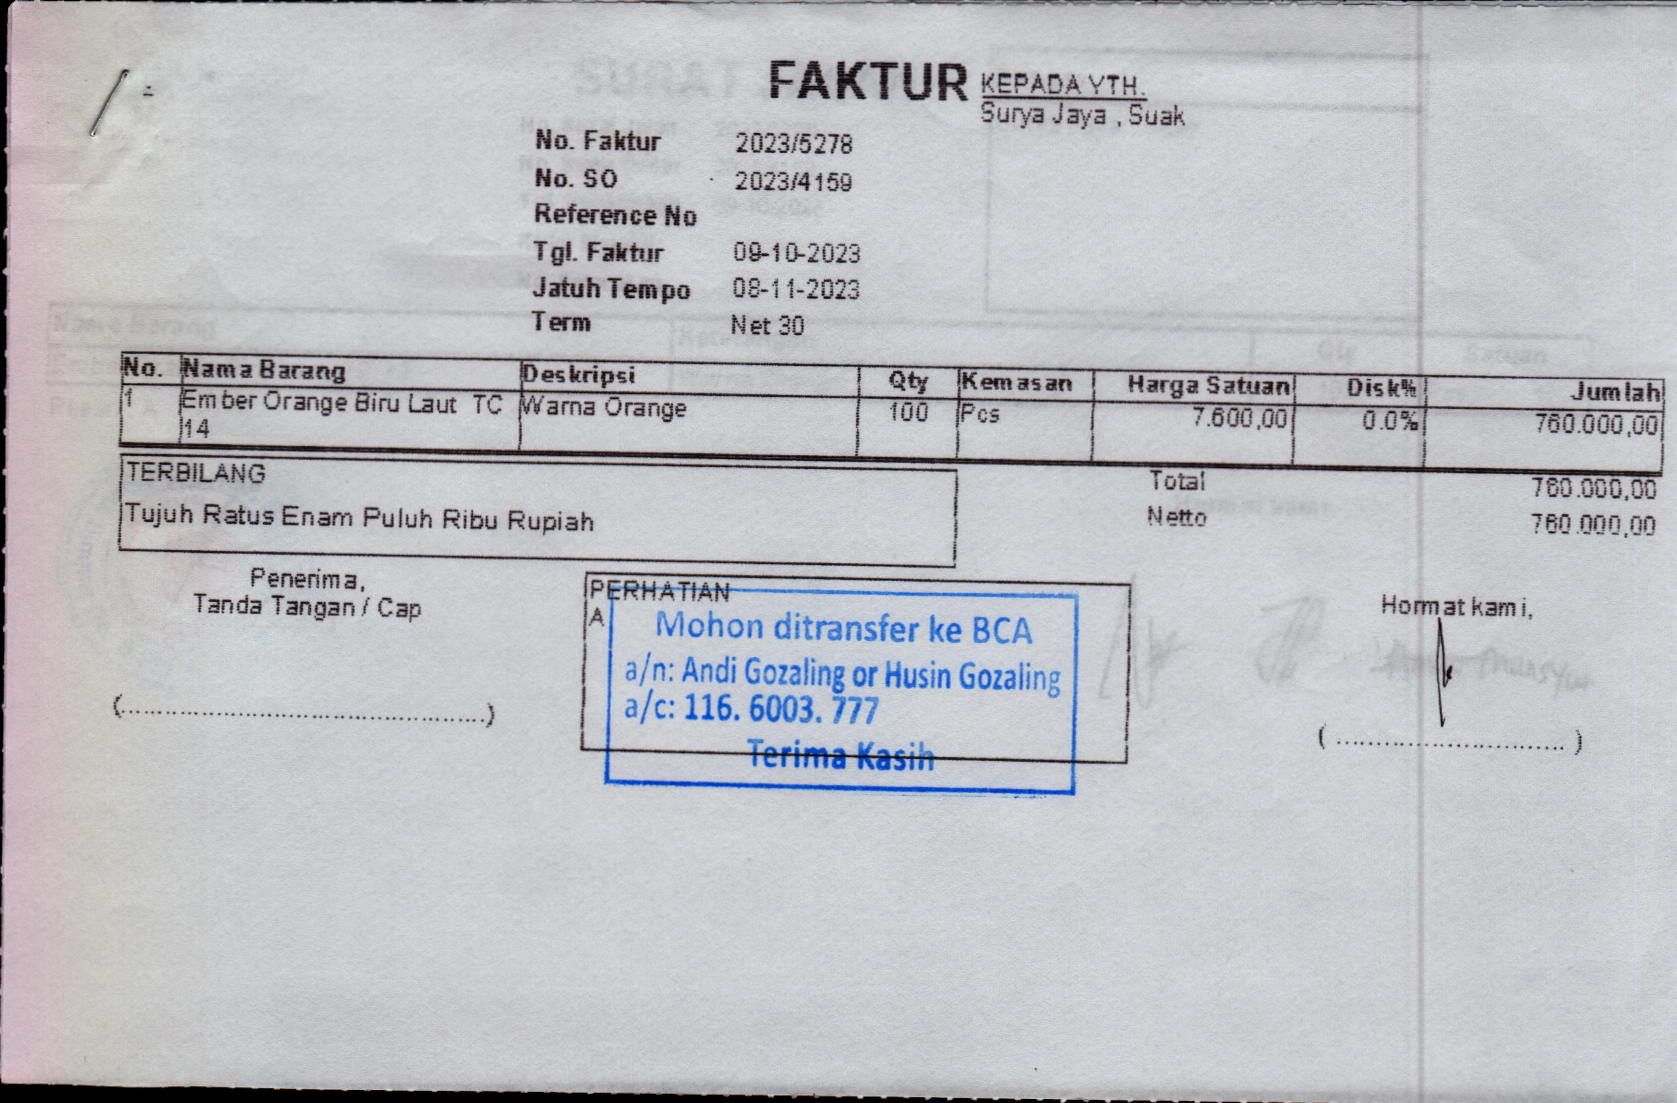 FAKTUR
KEPADA YTH.
Surya Jaya , Suak
No. Faktur 2023/5278
No. SO 2023/4159
Reference No
Tgl. Faktur 09-10-2023
Jatuh Tempo 08-11-2023
Term Net 30
No. Nama Barang Deskripsi Qty Kemasan Harga Satuan Disk% Jumlah
1 Ember Orange Biru Laut TC Warna Orange 100 Pcs 7.600,00 0.0% 760.000,00
14
TERBILANG
Tujuh Ratus Enam Puluh Ribu Rupiah
Total 760.000,00
Netto 760.000,00
Penerima,
Tanda Tangan / Cap
PERHATIAN
A
Mohon ditransfer ke BCA
a/n: Andi Gozaling or Husin Gozaling
a/c: 116. 6003. 777
Terima Kasih
Hormat kami,
(................................................)
( ............................. )